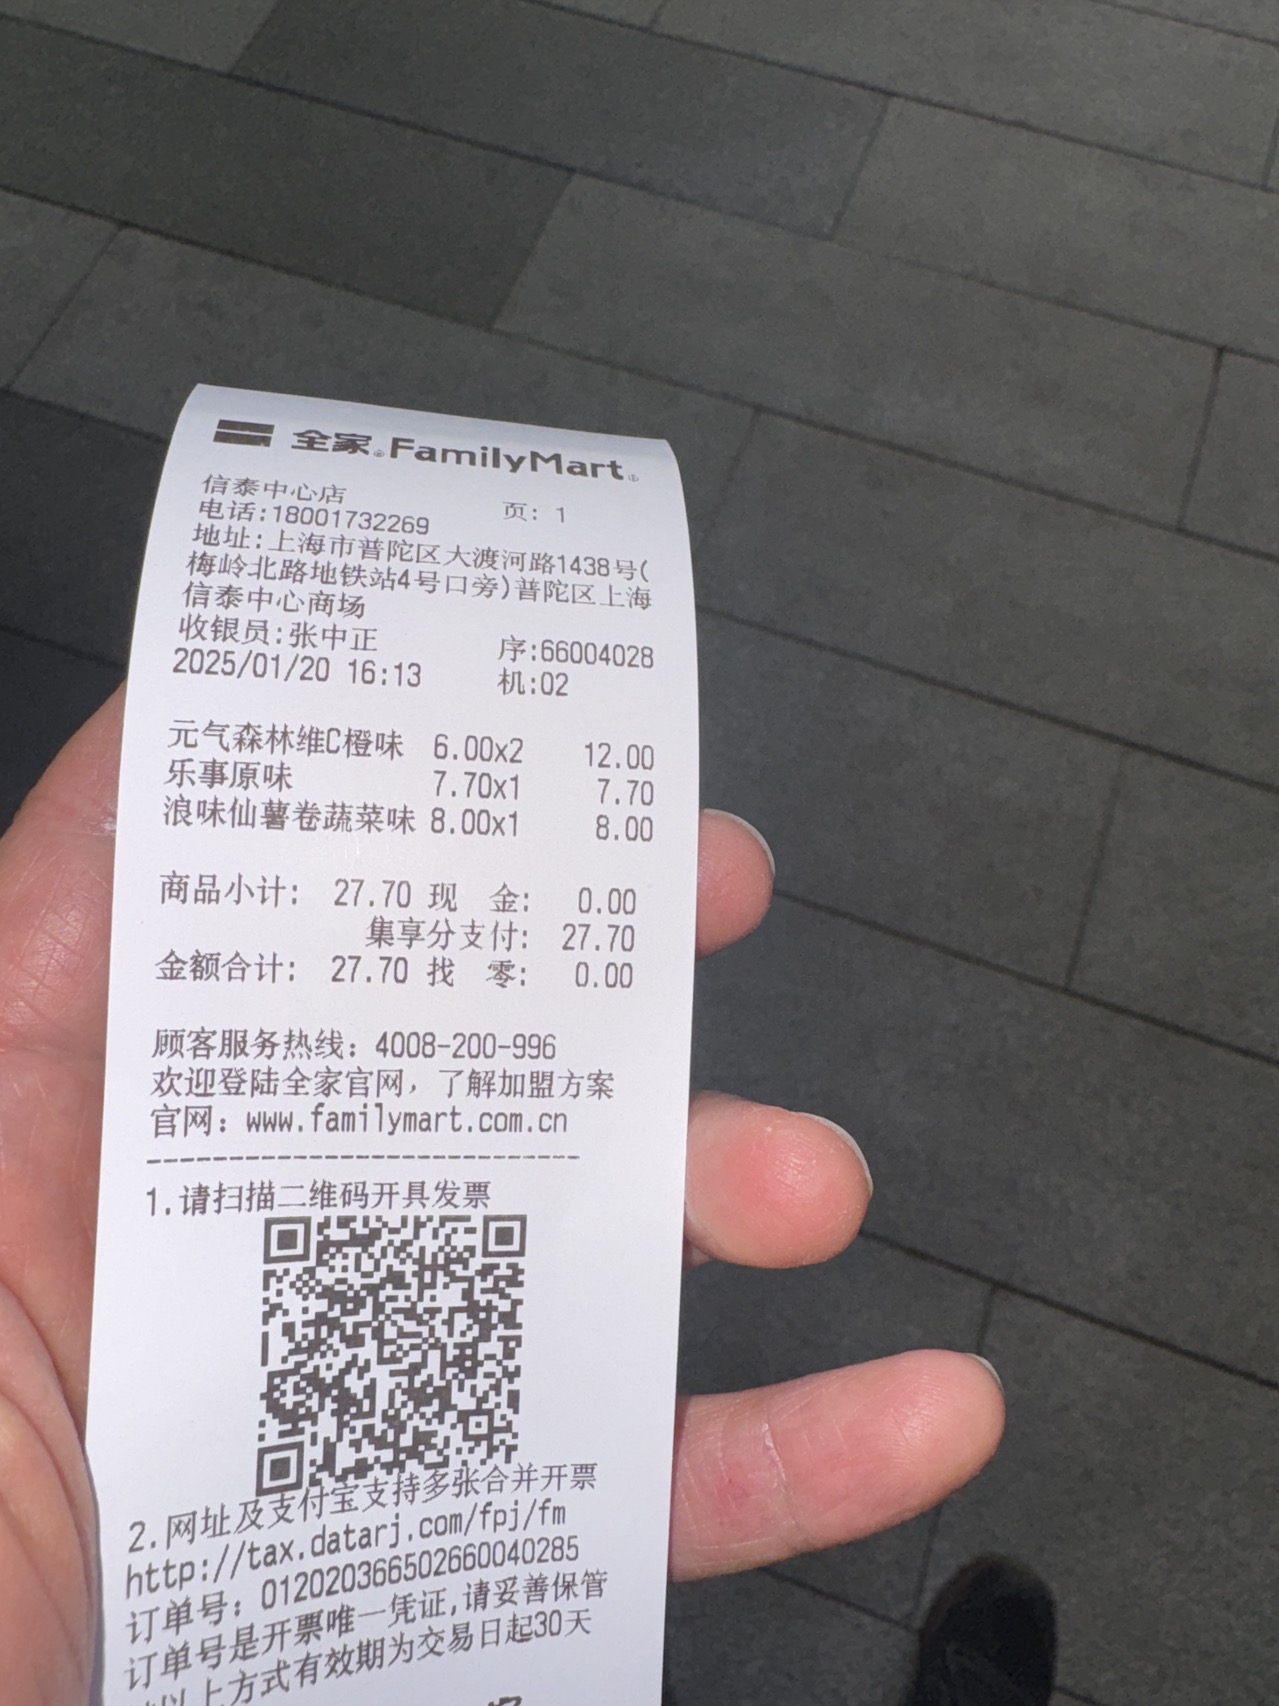 全家 FamilyMart
信泰中心店 页: 1
电话:18001732269
地址:上海市普陀区大渡河路1438号(
梅岭北路地铁站4号口旁)普陀区上海
信泰中心商场
收银员:张中正 序:66004028
2025/01/20 16:13 机:02
元气森林维C橙味 6.00x2 12.00
乐事原味 7.70x1 7.70
浪味仙薯卷蔬菜味 8.00x1 8.00
商品小计: 27.70 现 金: 0.00
集享分支付: 27.70
金额合计: 27.70 找 零: 0.00
顾客服务热线: 4008-200-996
欢迎登陆全家官网, 了解加盟方案
官网: www.familymart.com.cn
1.请扫描二维码开具发票
2.网址及支付宝支持多张合并开票
http://tax.datarj.com/fpj/fm
订单号: 012020366502660040285
订单号是开票唯一凭证,请妥善保管
以上方式有效期为交易日起30天